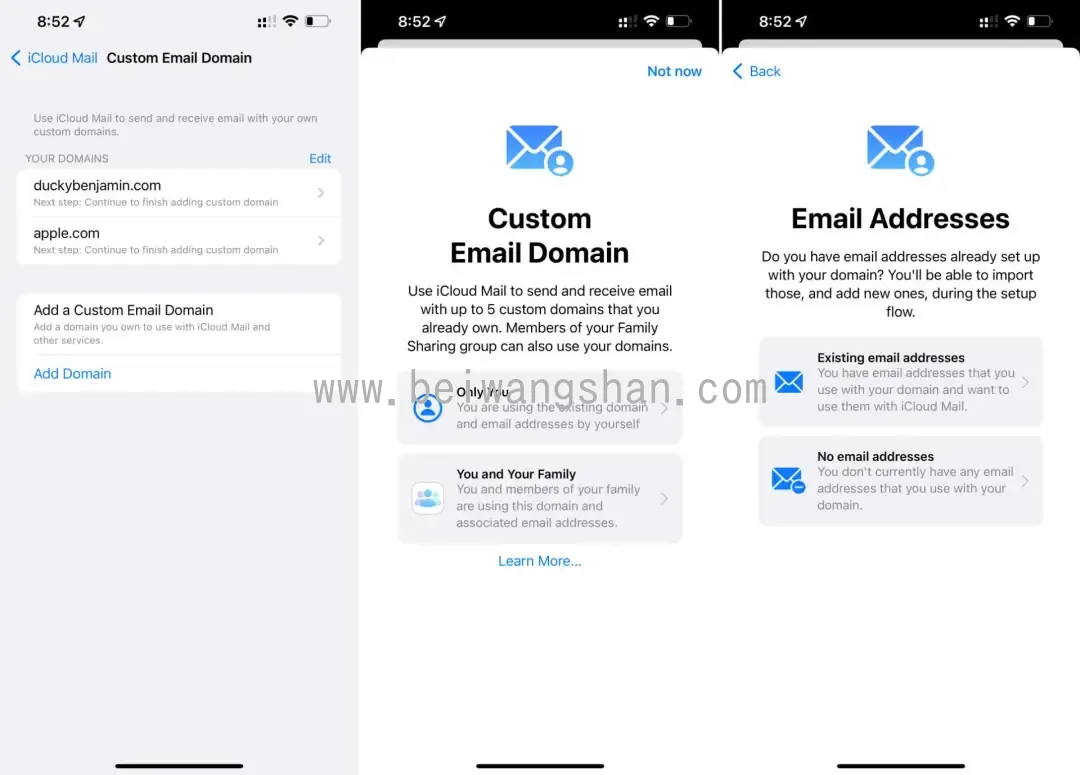 8:52
iCloud Mail Custom Email Domain
Use iCloud Mail to send and receive email with your own
custom domains.
YOUR DOMAINS Edit
duckybenjamin.com
Next step: Continue to finish adding custom domain
apple.com
Next step: Continue to finish adding custom domain
Add a Custom Email Domain
Add a domain you own to use with iCloud Mail and
other services.
Add Domain
8:52
Not now
Custom
Email Domain
Use iCloud Mail to send and receive email
with up to 5 custom domains that you
already own. Members of your Family
Sharing group can also use your domains.
Only You
You are using the existing domain
and email addresses by yourself
You and Your Family
You and members of your family
are using this domain and
associated email addresses.
Learn More...
8:52
Back
Email Addresses
Do you have email addresses already set up
with your domain? You'll be able to import
those, and add new ones, during the setup
flow.
Existing email addresses
You have email addresses that you
use with your domain and want to
use them with iCloud Mail.
No email addresses
You don't currently have any email
addresses that you use with your
domain.
www.beiwangshan.com